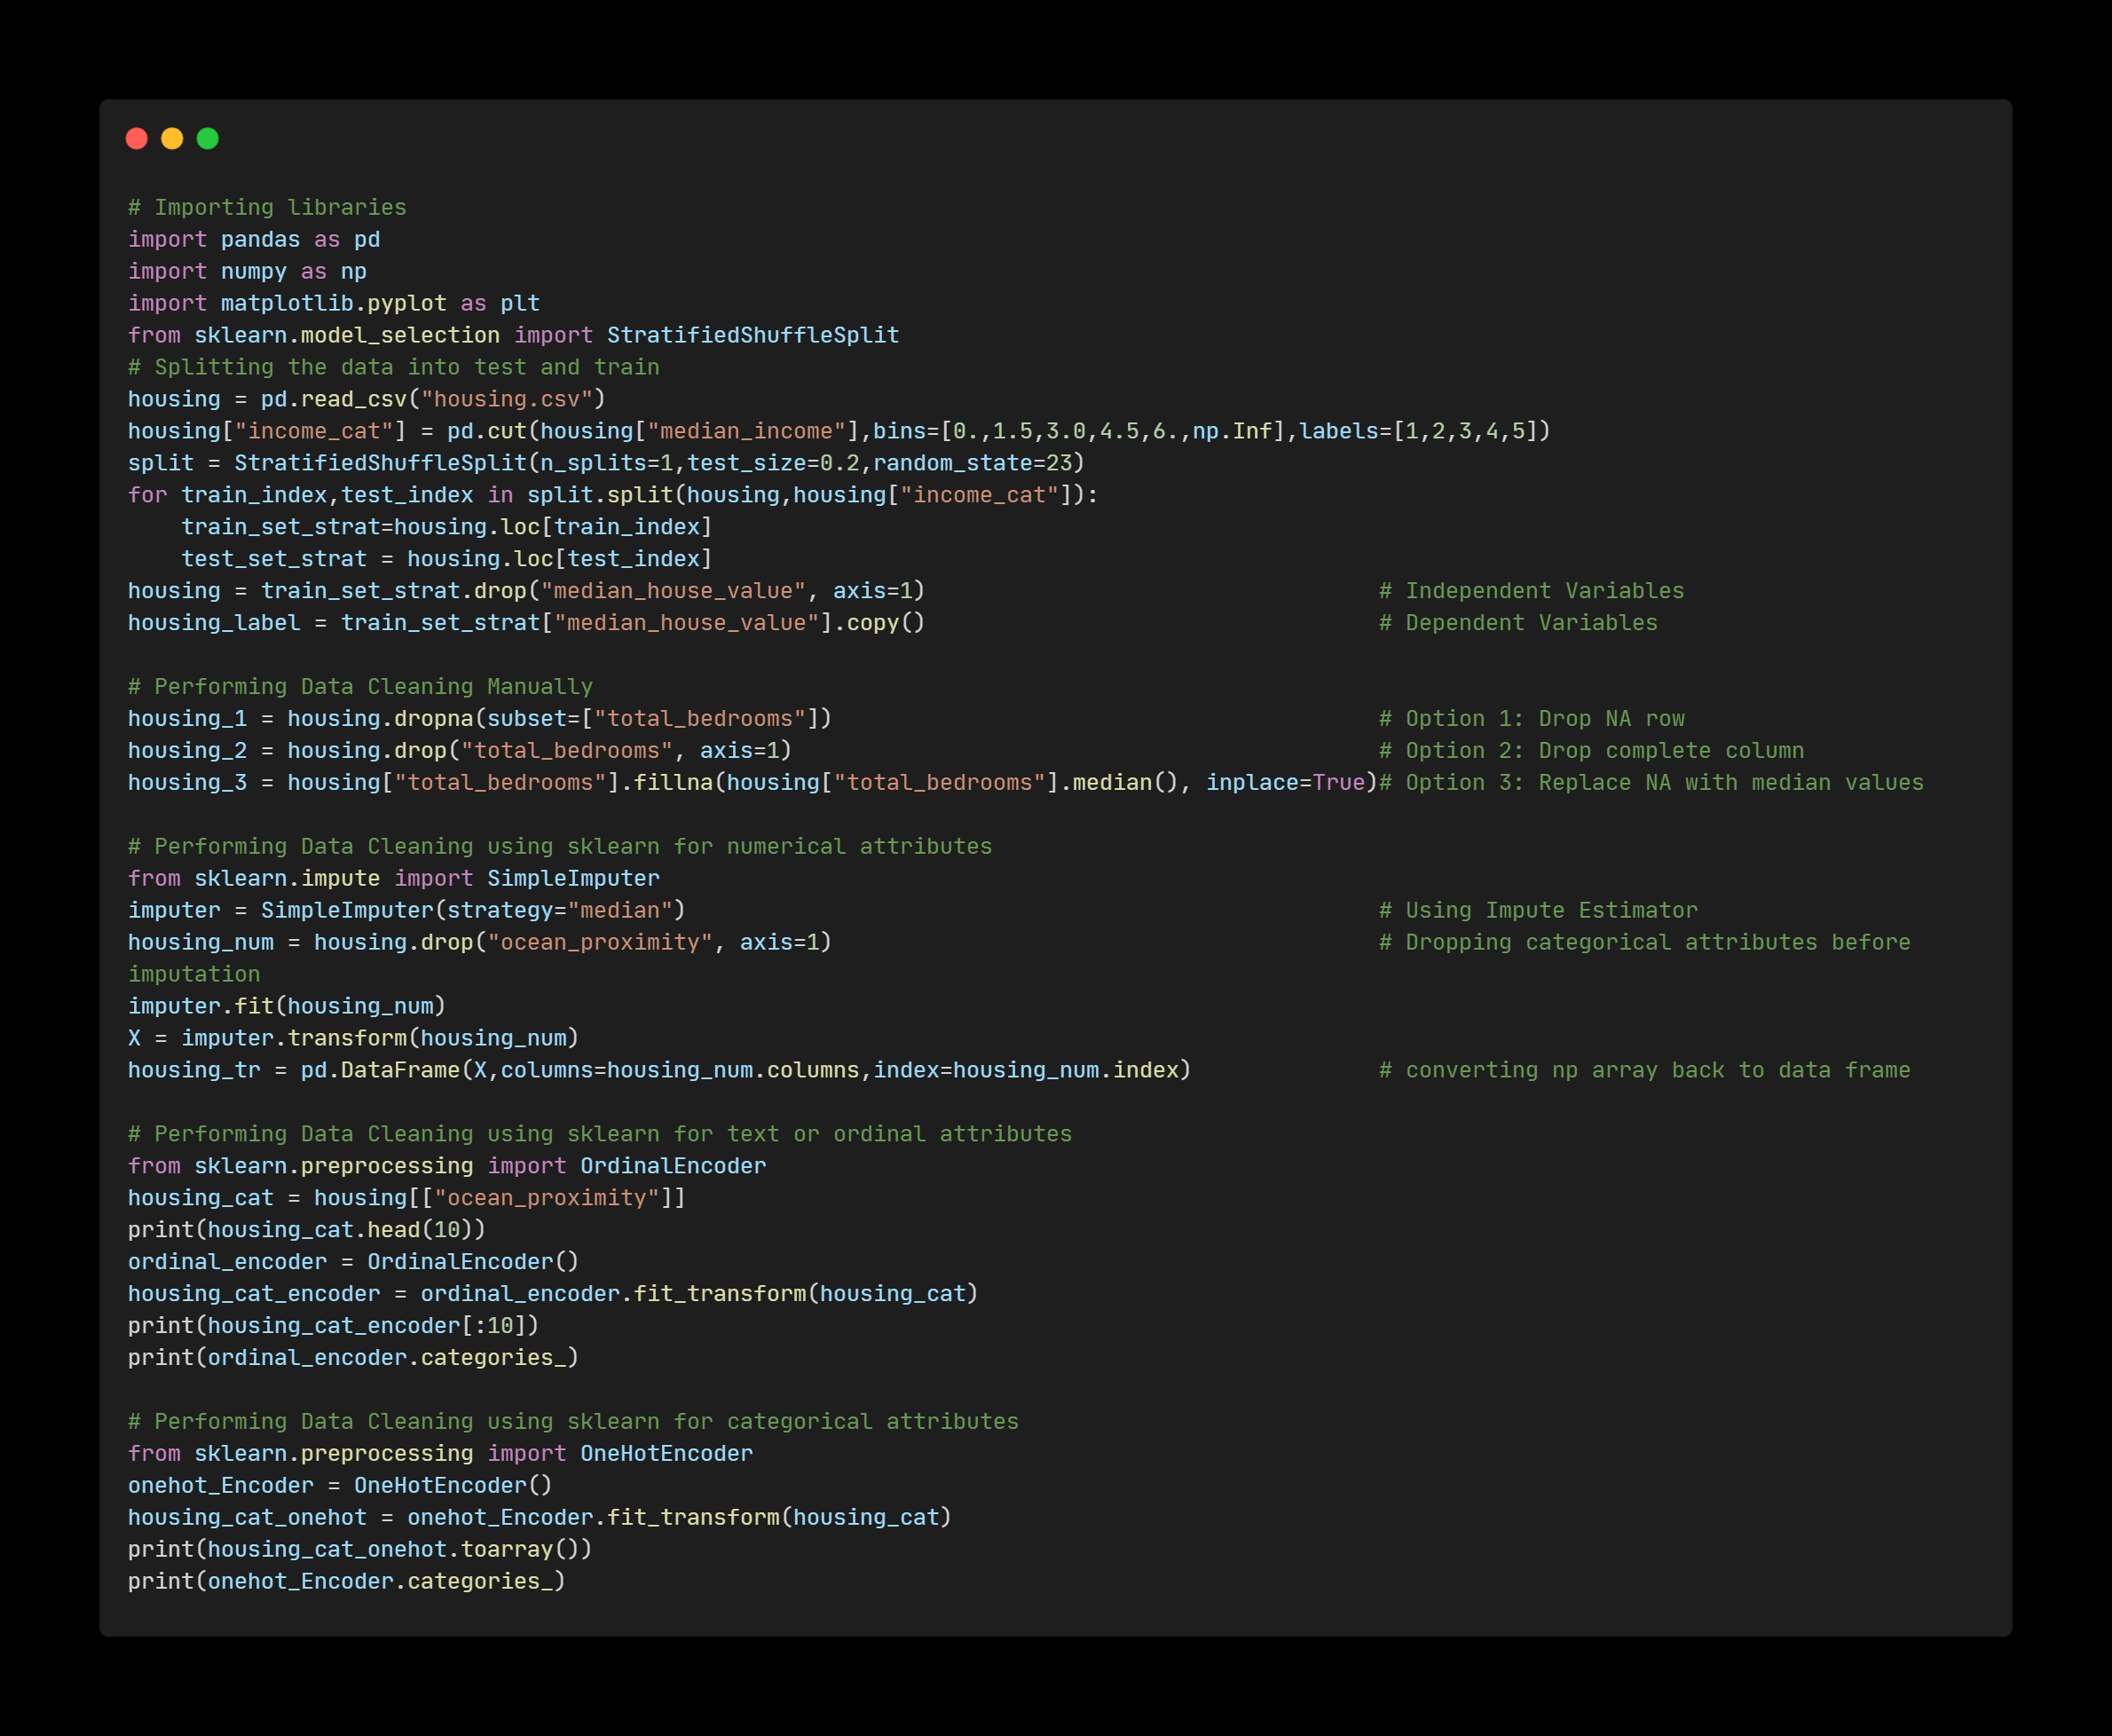 # Importing libraries
import pandas as pd
import numpy as np
import matplotlib.pyplot as plt
from sklearn.model_selection import StratifiedShuffleSplit
# Splitting the data into test and train
housing = pd.read_csv("housing.csv")
housing["income_cat"] = pd.cut(housing["median_income"],bins=[0.,1.5,3.0,4.5,6.,np.Inf],labels=[1,2,3,4,5])
split = StratifiedShuffleSplit(n_splits=1,test_size=0.2,random_state=23)
for train_index,test_index in split.split(housing,housing["income_cat"]):
    train_set_strat=housing.loc[train_index]
    test_set_strat = housing.loc[test_index]
housing = train_set_strat.drop("median_house_value", axis=1)                                  # Independent Variables
housing_label = train_set_strat["median_house_value"].copy()                                  # Dependent Variables

# Performing Data Cleaning Manually
housing_1 = housing.dropna(subset=["total_bedrooms"])                                         # Option 1: Drop NA row
housing_2 = housing.drop("total_bedrooms", axis=1)                                            # Option 2: Drop complete column
housing_3 = housing["total_bedrooms"].fillna(housing["total_bedrooms"].median(), inplace=True)# Option 3: Replace NA with median values

# Performing Data Cleaning using sklearn for numerical attributes
from sklearn.impute import SimpleImputer
imputer = SimpleImputer(strategy="median")                                                    # Using Impute Estimator
housing_num = housing.drop("ocean_proximity", axis=1)                                         # Dropping categorical attributes before
imputation
imputer.fit(housing_num)
X = imputer.transform(housing_num)
housing_tr = pd.DataFrame(X,columns=housing_num.columns,index=housing_num.index)              # converting np array back to data frame

# Performing Data Cleaning using sklearn for text or ordinal attributes
from sklearn.preprocessing import OrdinalEncoder
housing_cat = housing[["ocean_proximity"]]
print(housing_cat.head(10))
ordinal_encoder = OrdinalEncoder()
housing_cat_encoder = ordinal_encoder.fit_transform(housing_cat)
print(housing_cat_encoder[:10])
print(ordinal_encoder.categories_)

# Performing Data Cleaning using sklearn for categorical attributes
from sklearn.preprocessing import OneHotEncoder
onehot_Encoder = OneHotEncoder()
housing_cat_onehot = onehot_Encoder.fit_transform(housing_cat)
print(housing_cat_onehot.toarray())
print(onehot_Encoder.categories_)